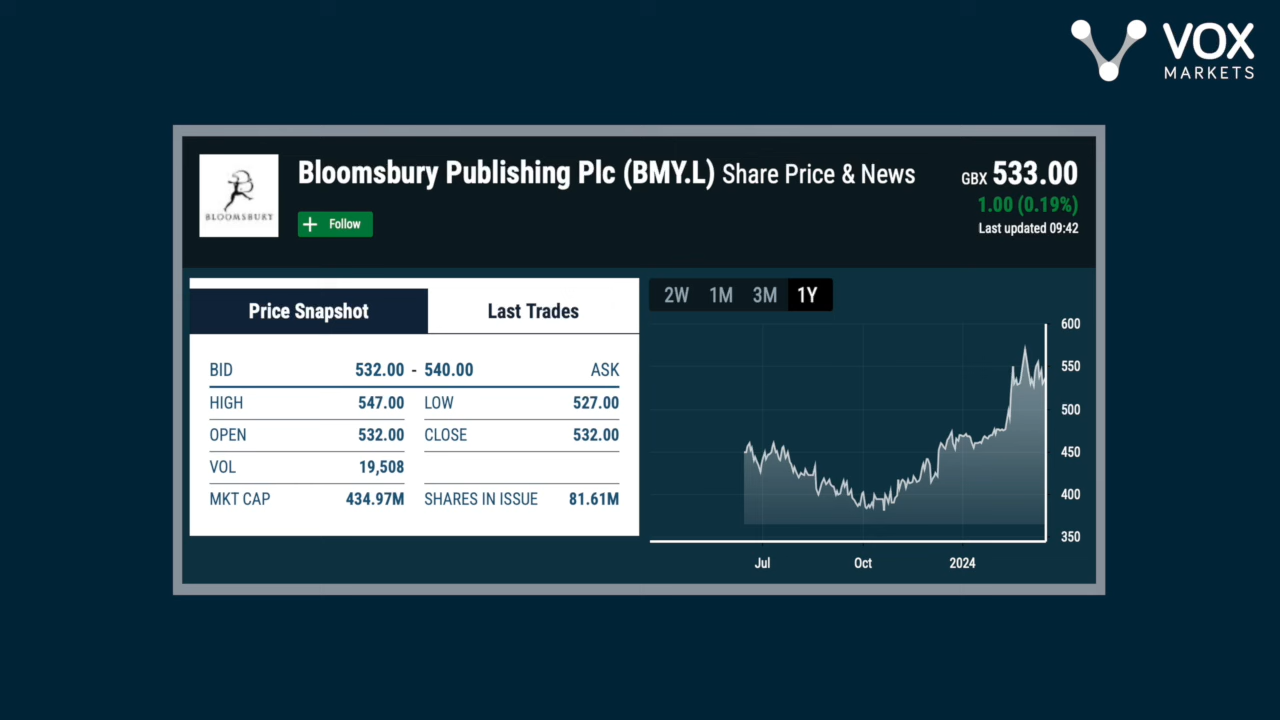 VOX
MARKETS
BLOOMSBURY
Bloomsbury Publishing Plc (BMY.L) Share Price & News
+ Follow
GBX 533.00
1.00 (0.19%)
Last updated 09:42
Price Snapshot
Last Trades
BID 532.00 - 540.00 ASK
HIGH 547.00 LOW 527.00
OPEN 532.00 CLOSE 532.00
VOL 19,508
MKT CAP 434.97M SHARES IN ISSUE 81.61M
2W 1M 3M 1Y
600
550
500
450
400
350
Jul Oct 2024